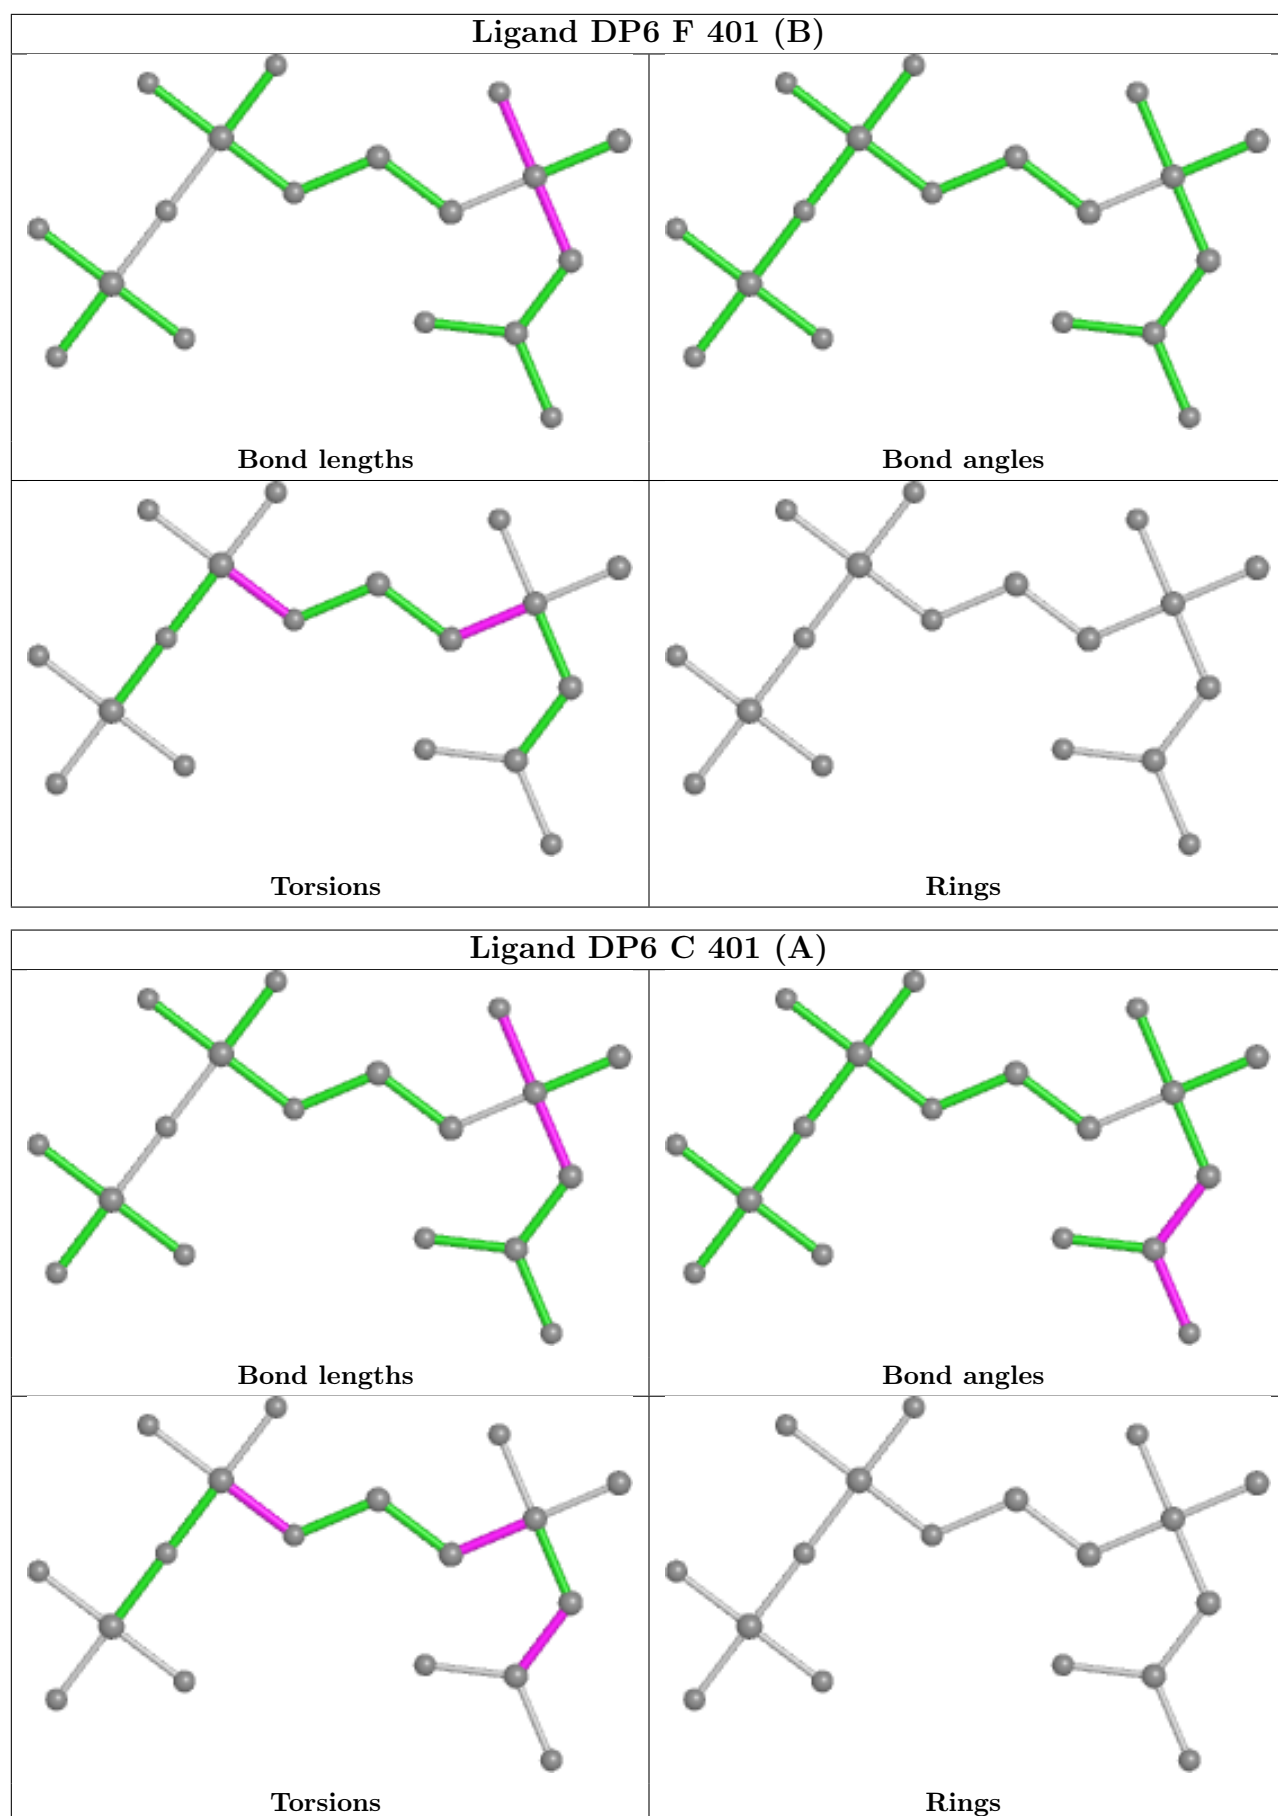 Ligand DP6 F 401 (B)
Bond lengths
Bond angles
Torsions
Rings
Ligand DP6 C 401 (A)
Bond lengths
Bond angles
Torsions
Rings